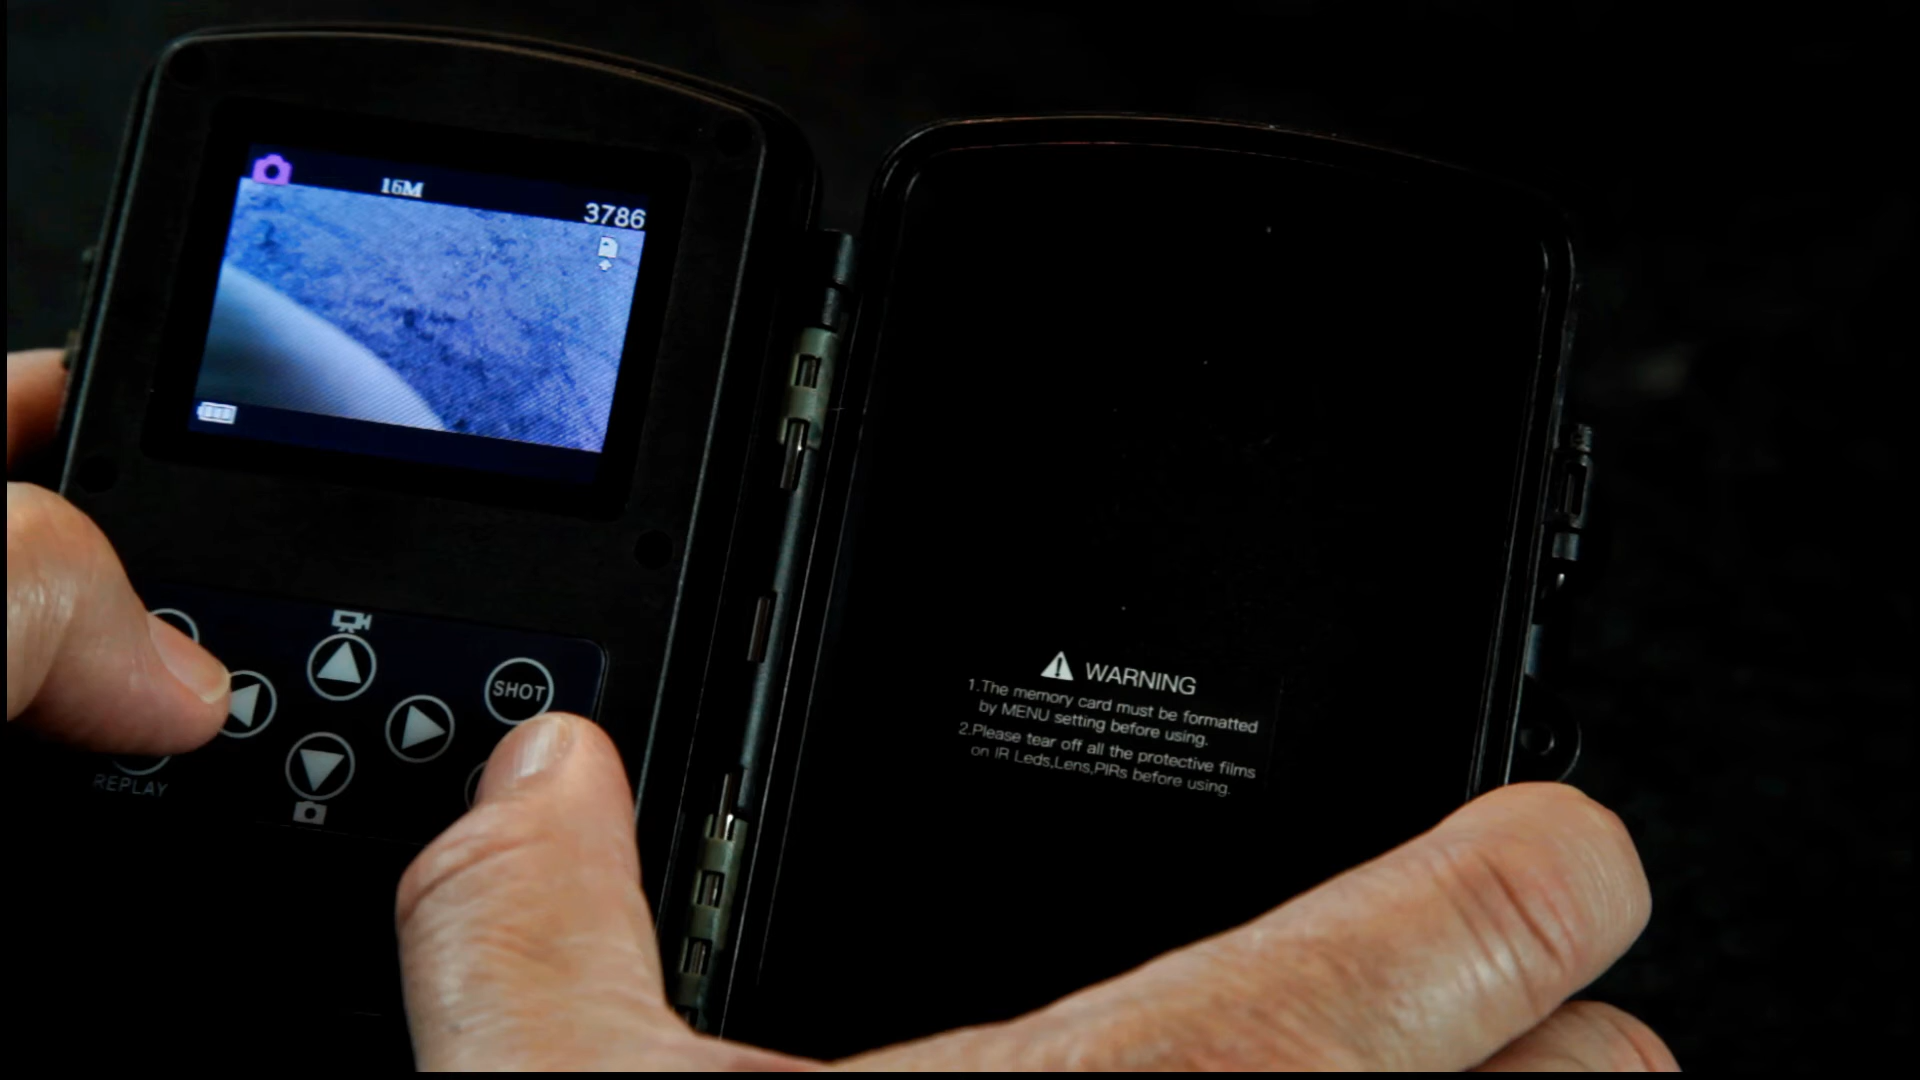 16M
3786
SHOT
REPLAY
WARNING
1.The memory card must be formatted
by MENU setting before using.
2.Please tear off all the protective films
on IR Leds,Lens,PIRs before using.